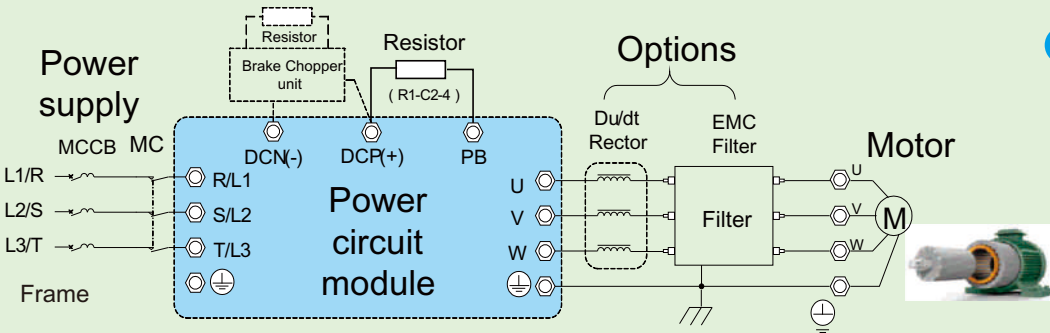 Power
supply
MCCB MC
L1/R
L2/S
L3/T
Frame
Resistor
Brake Chopper
unit
Resistor
( R1-C2-4 )
DCN(-)
DCP(+)
PB
R/L1
S/L2
T/L3
Power
circuit
module
U
V
W
Options
Du/dt
Rector
EMC
Filter
Filter
Motor
U
V
W
M